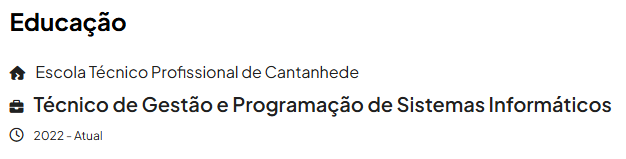 Educação
Escola Técnico Profissional de Cantanhede
Técnico de Gestão e Programação de Sistemas Informáticos
2022 - Atual